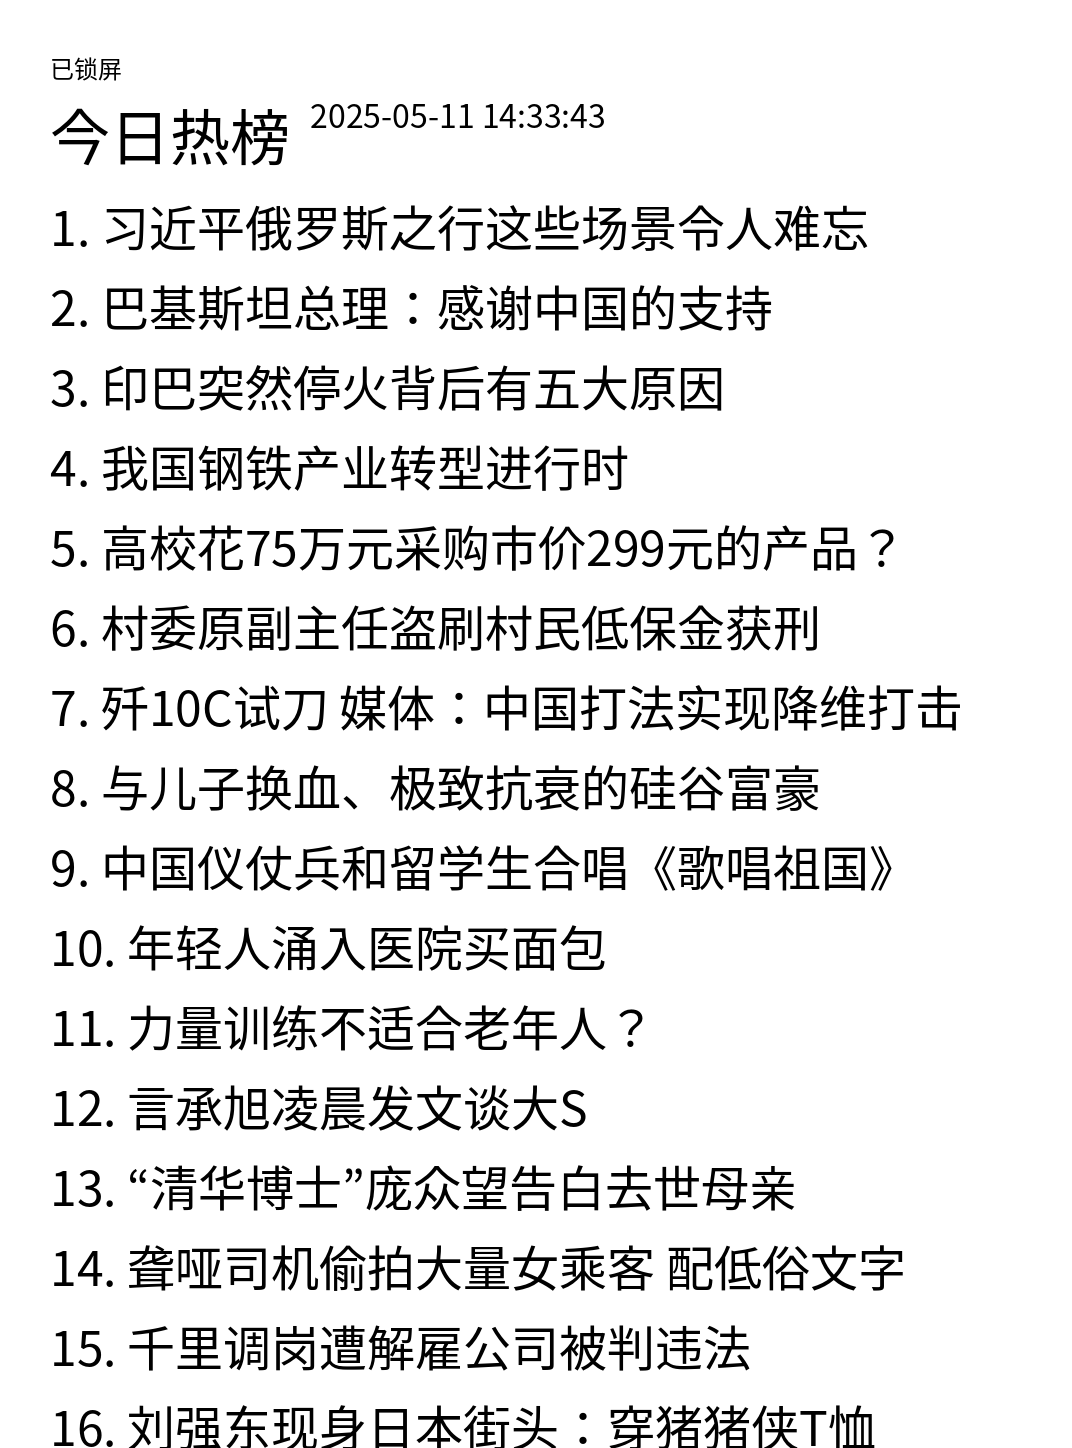 已锁屏
今日热榜 2025-05-11 14:33:43
1. 习近平俄罗斯之行这些场景令人难忘
2. 巴基斯坦总理：感谢中国的支持
3. 印巴突然停火背后有五大原因
4. 我国钢铁产业转型进行时
5. 高校花75万元采购市价299元的产品？
6. 村委原副主任盗刷村民低保金获刑
7. 歼10C试刀 媒体：中国打法实现降维打击
8. 与儿子换血、极致抗衰的硅谷富豪
9. 中国仪仗兵和留学生合唱《歌唱祖国》
10. 年轻人涌入医院买面包
11. 力量训练不适合老年人？
12. 言承旭凌晨发文谈大S
13. “清华博士”庞众望告白去世母亲
14. 聋哑司机偷拍大量女乘客 配低俗文字
15. 千里调岗遭解雇公司被判违法
16. 刘强东现身日本街头：穿猪猪侠T恤